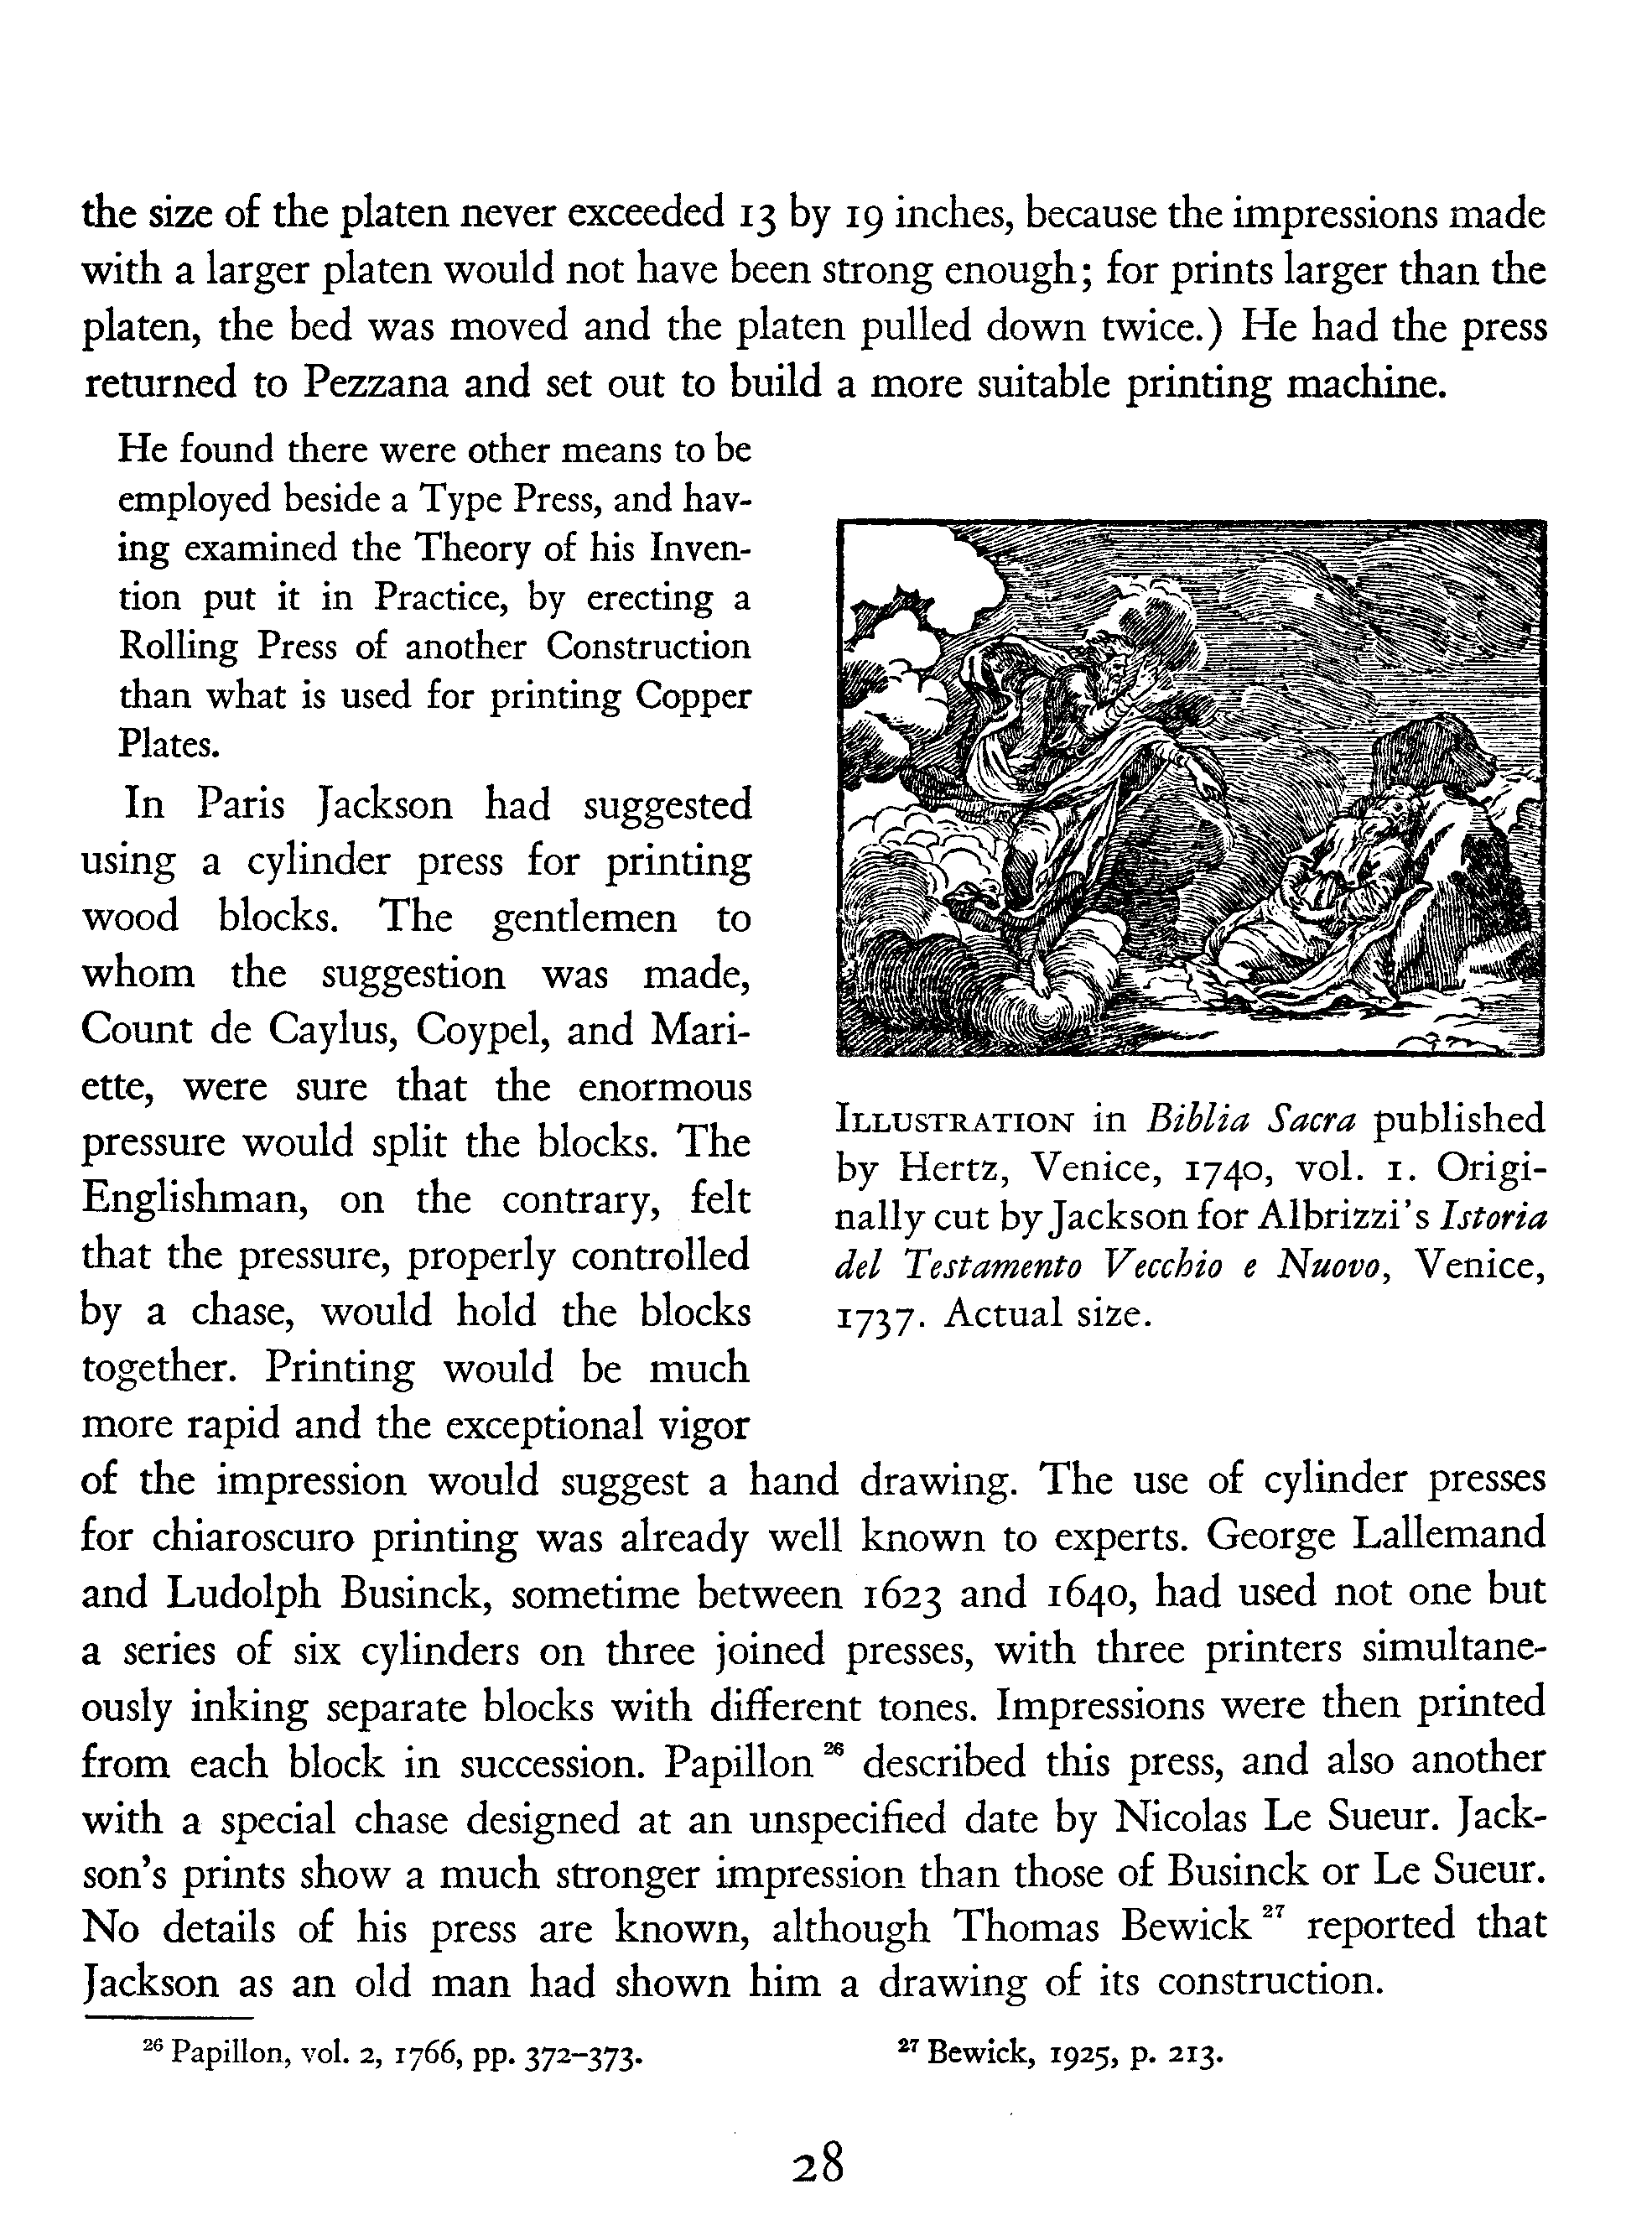 the size of the platen never exceeded 13 by 19 inches, because the impressions made
with a larger platen would not have been strong enough; for prints larger than the
platen, the bed was moved and the platen pulled down twice.) He had the press
returned to Pezzana and set out to build a more suitable printing machine.
He found there were other means to be
employed beside a Type Press, and hav-
ing examined the Theory of his Inven-
tion put it in Practice, by erecting a
Rolling Press of another Construction
than what is used for printing Copper
Plates.
In Paris Jackson had suggested
using a cylinder press for printing
wood blocks. The gentlemen to
whom the suggestion was made,
Count de Caylus, Coypel, and Mari-
ette, were sure that the enormous
pressure would split the blocks. The
Englishman, on the contrary, felt
that the pressure, properly controlled
by a chase, would hold the blocks
together. Printing would be much
more rapid and the exceptional vigor
Illustration in Biblia Sacra published
by Hertz, Venice, 1740, vol. 1. Origi-
nally cut by Jackson for Albrizzi's Istoria
del Testamento Vecchio e Nuovo, Venice,
1737. Actual size.
of the impression would suggest a hand drawing. The use of cylinder presses
for chiaroscuro printing was already well known to experts. George Lallemand
and Ludolph Businck, sometime between 1623 and 1640, had used not one but
a series of six cylinders on three joined presses, with three printers simultane-
ously inking separate blocks with different tones. Impressions were then printed
from each block in succession. Papillon 26 described this press, and also another
with a special chase designed at an unspecified date by Nicolas Le Sueur. Jack-
son's prints show a much stronger impression than those of Businck or Le Sueur.
No details of his press are known, although Thomas Bewick 27 reported that
Jackson as an old man had shown him a drawing of its construction.
26 Papillon, vol. 2, 1766, pp. 372–373.
27 Bewick, 1925, p. 213.
28